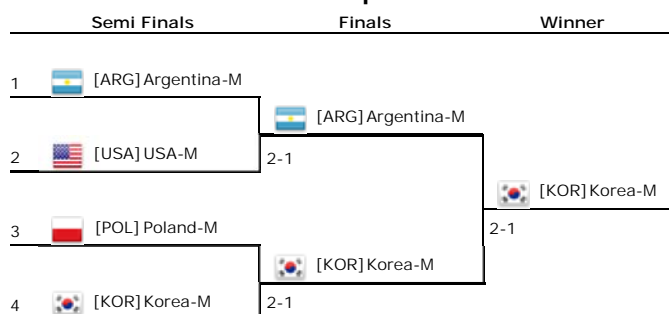 Semi Finals Finals Winner
1 [ARG] Argentina-M
[ARG] Argentina-M
2 [USA] USA-M 2-1
[KOR] Korea-M
3 [POL] Poland-M 2-1
[KOR] Korea-M
4 [KOR] Korea-M 2-1